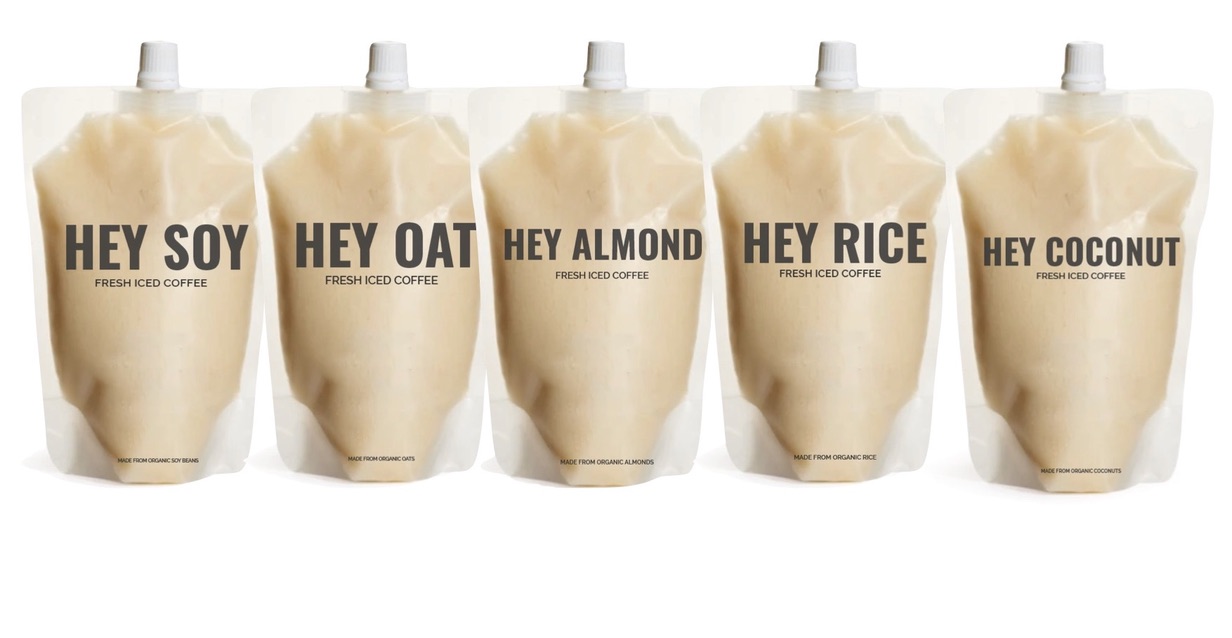 HEY SOY
FRESH ICED COFFEE
MADE FROM ORGANIC SOY BEANS
HEY OAT
FRESH ICED COFFEE
MADE FROM ORGANIC OATS
HEY ALMOND
FRESH ICED COFFEE
MADE FROM ORGANIC ALMONDS
HEY RICE
FRESH ICED COFFEE
MADE FROM ORGANIC RICE
HEY COCONUT
FRESH ICED COFFEE
MADE FROM ORGANIC COCONUTS